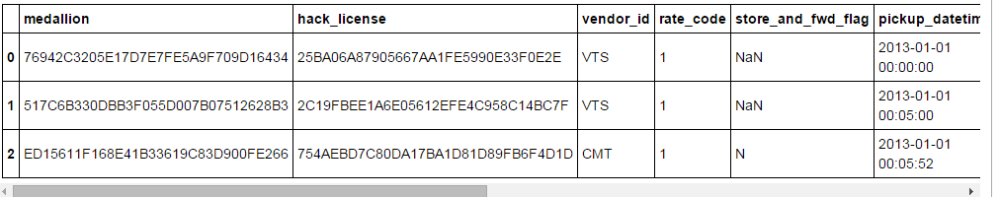 medallion hack_license vendor_id rate_code store_and_fwd_flag pickup_datetim
0 76942C3205E17D7E7FE5A9F709D16434 25BA06A87905667AA1FE5990E33F0E2E VTS 1 NaN 2013-01-01
00:00:00
1 517C6B330DBB3F055D007B07512628B3 2C19FBEE1A6E05612EFE4C958C14BC7F VTS 1 NaN 2013-01-01
00:05:00
2 ED15611F168E41B33619C83D900FE266 754AEBD7C80DA17BA1D81D89FB6F4D1D CMT 1 N 2013-01-01
00:05:52